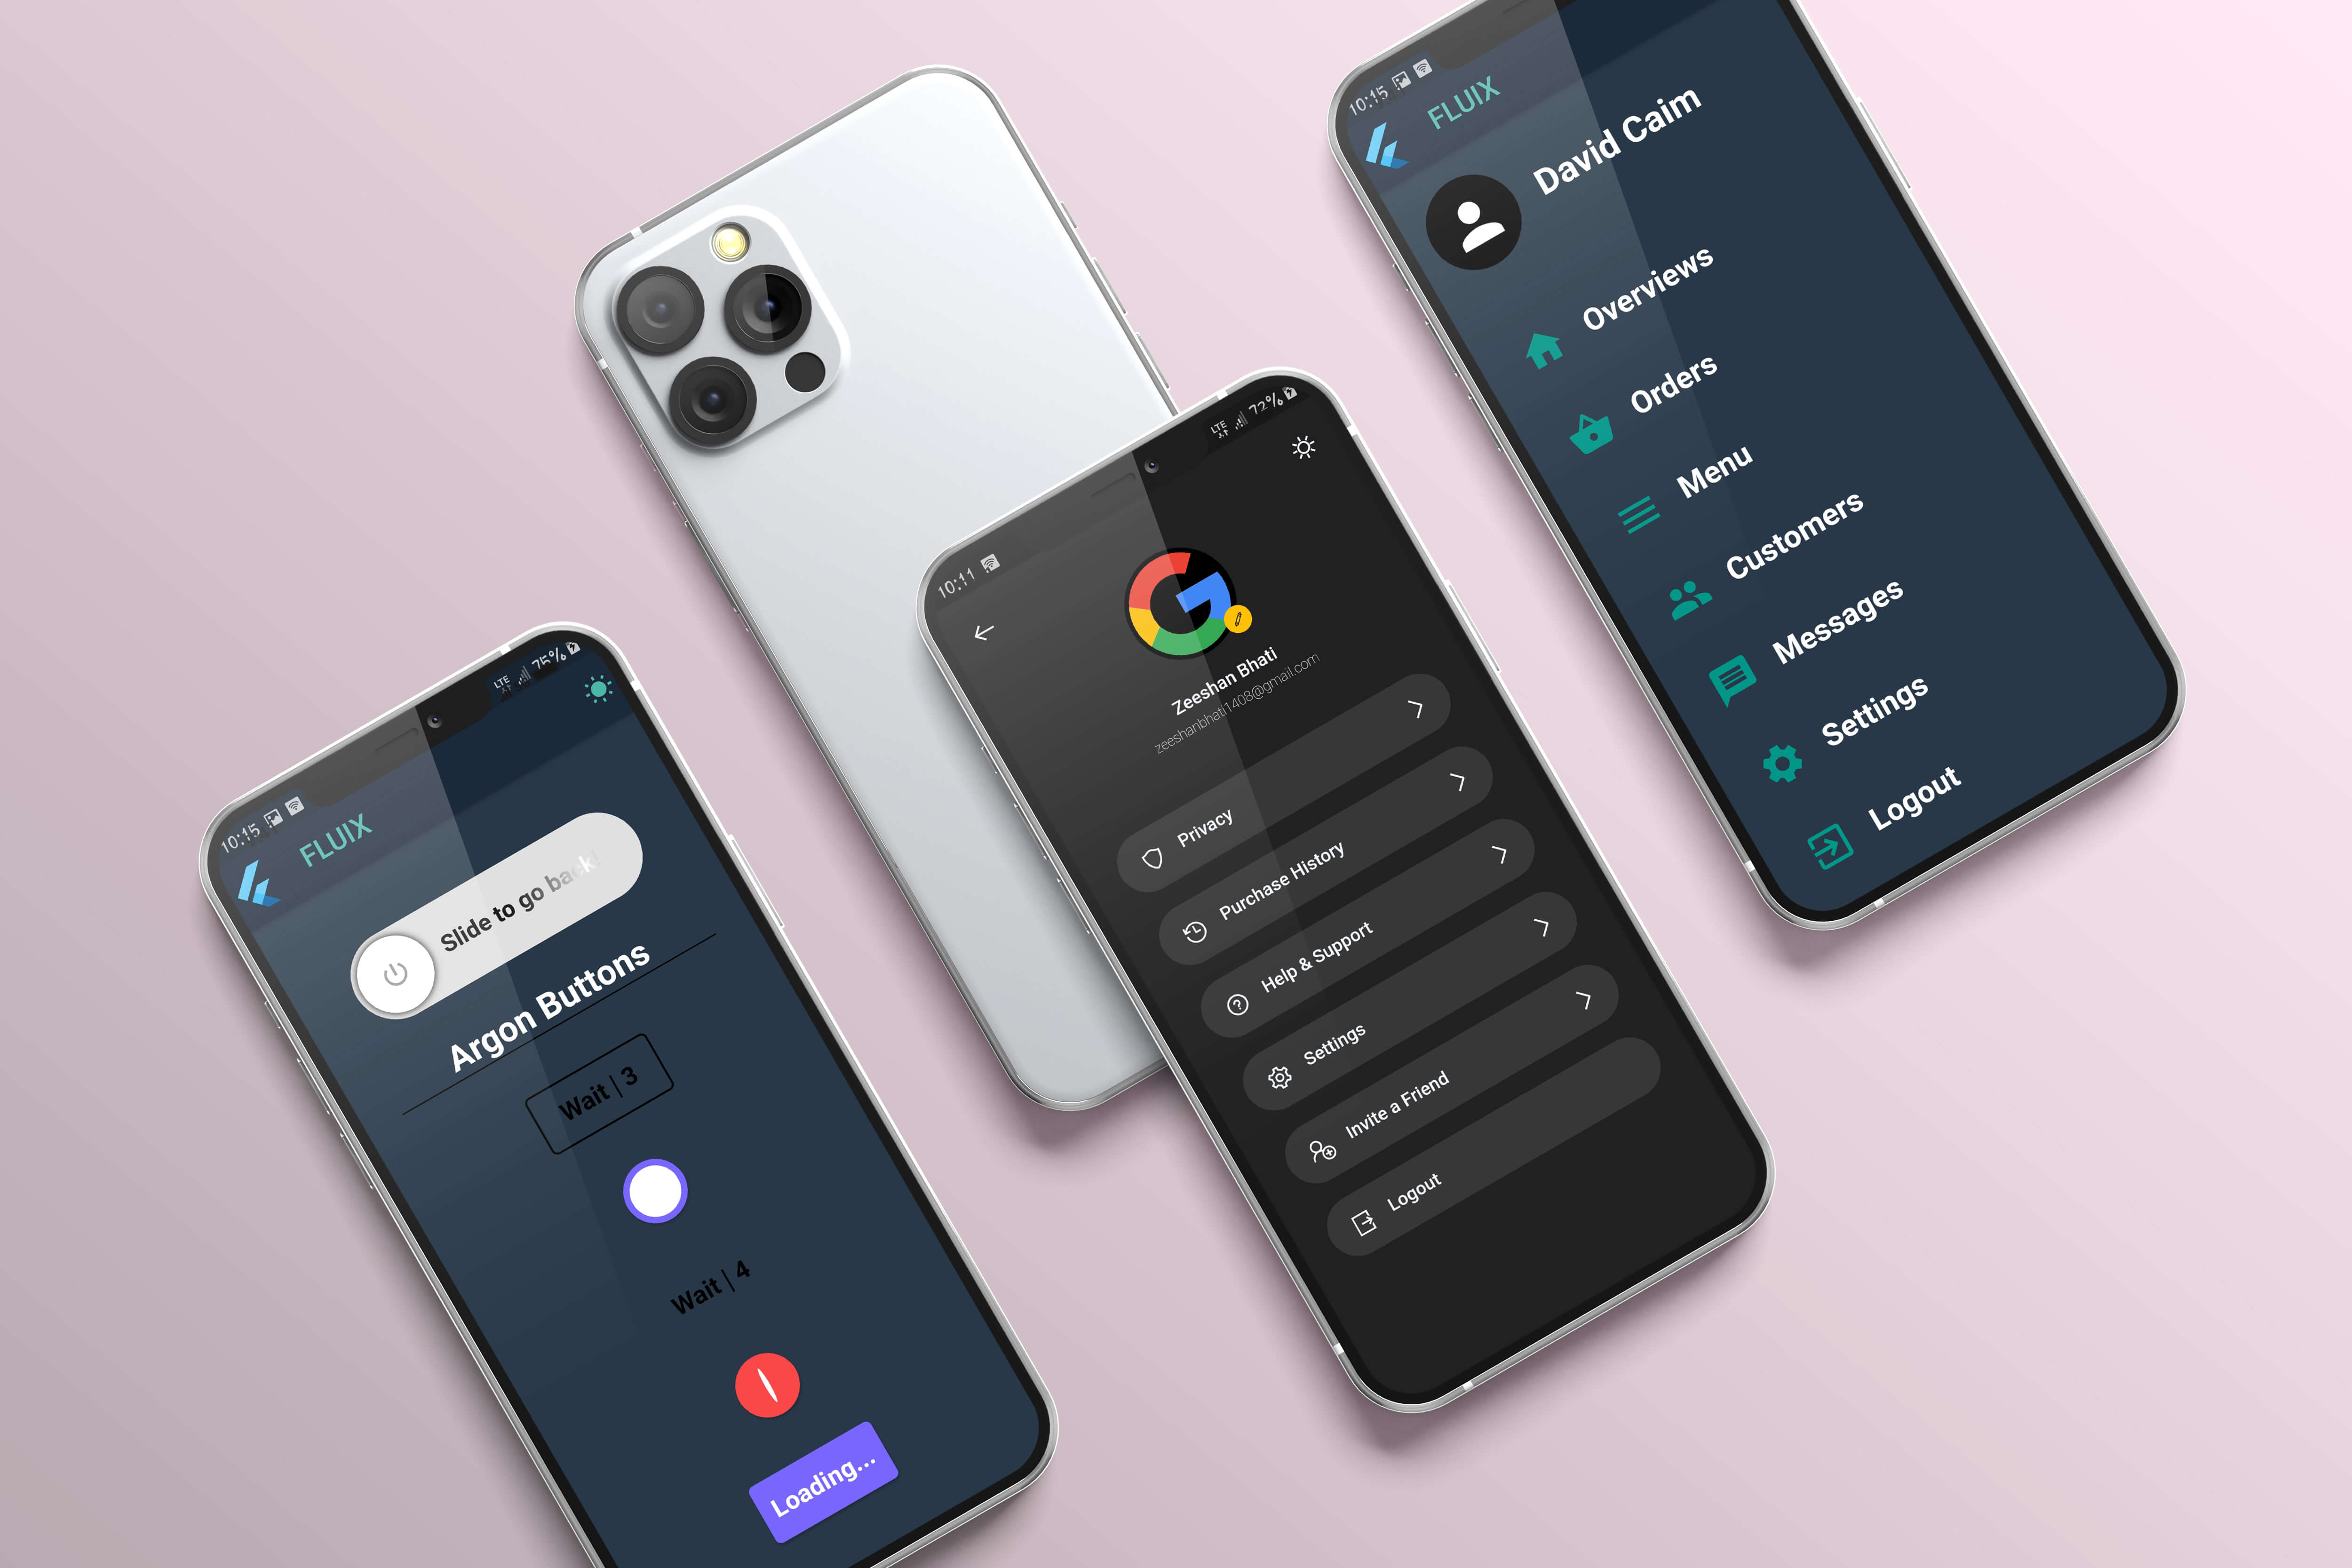 10:15
FLUIX
LTE
75%
Slide to go back!
Argon Buttons
Wait | 3
Wait | 4
Loading...
10:11
LTE
72%
Zeeshan Bhati
zeeshanbhati1408@gmail.com
Privacy
Purchase History
Help & Support
Settings
Invite a Friend
Logout
10:15
FLUIX
David Caim
Overviews
Orders
Menu
Customers
Messages
Settings
Logout